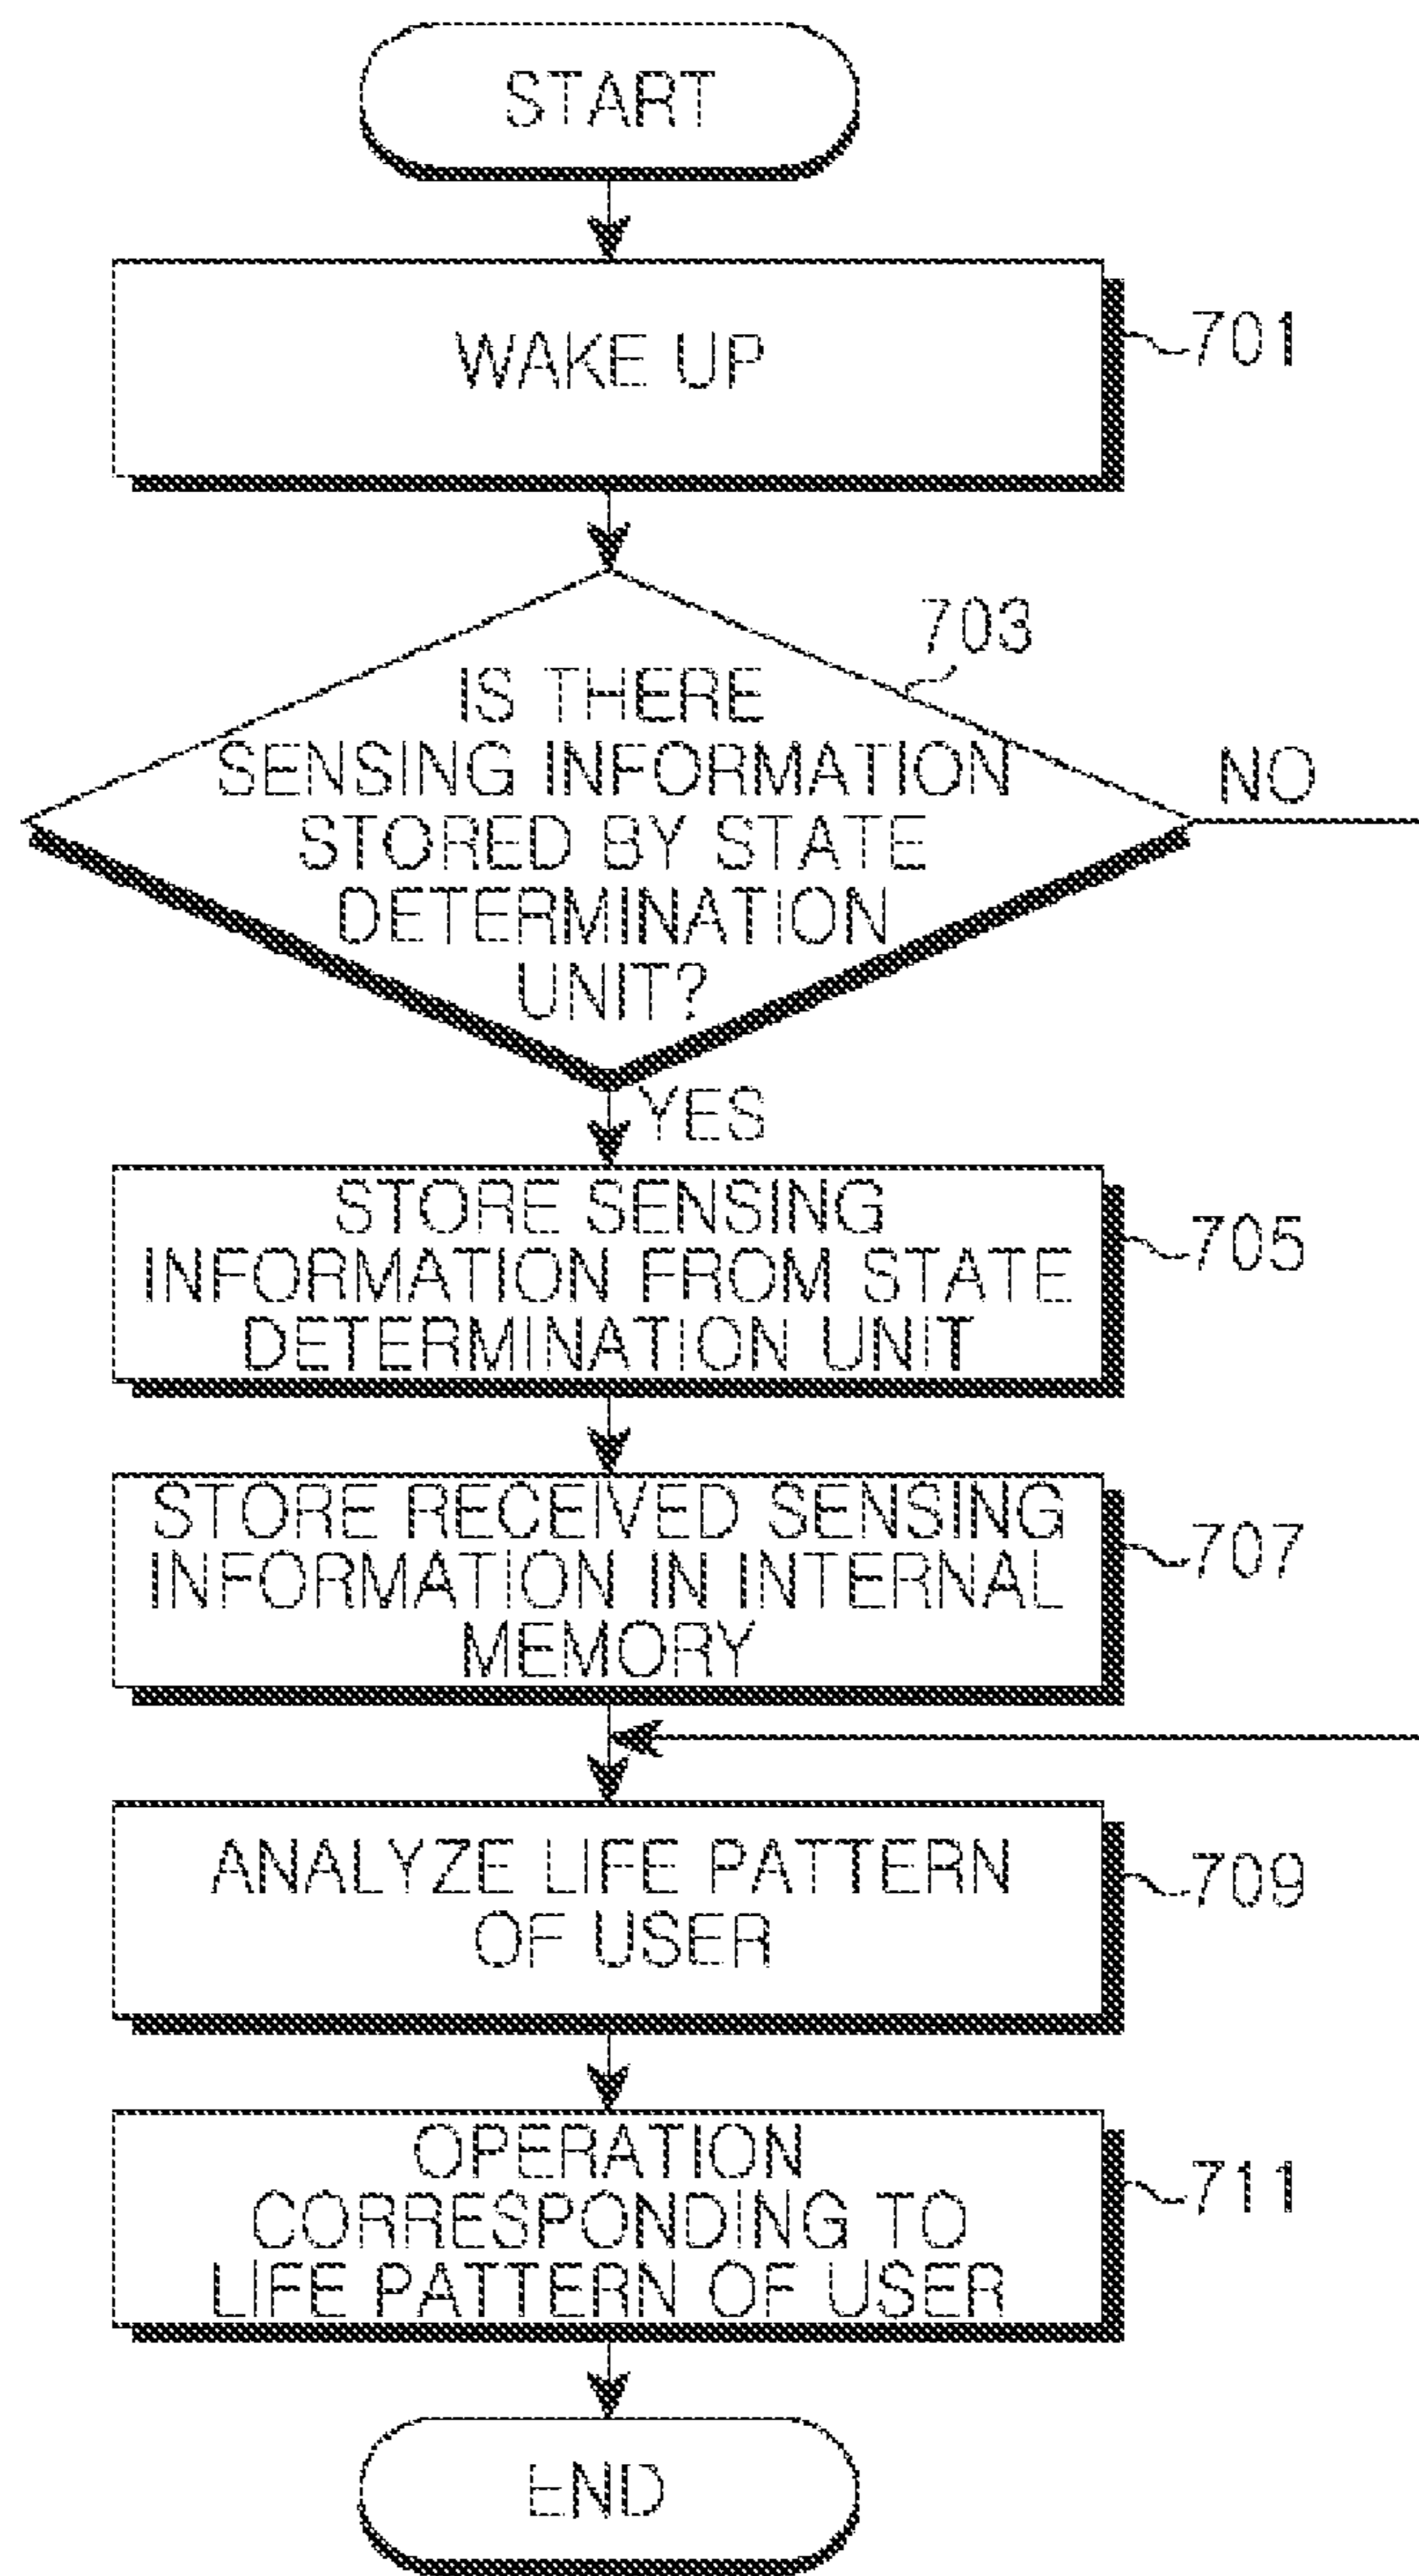 START
WAKE UP
701
703
IS THERE
SENSING INFORMATION
STORED BY STATE
DETERMINATION
UNIT?
NO
YES
STORE SENSING
INFORMATION FROM STATE
DETERMINATION UNIT
705
STORE RECEIVED SENSING
INFORMATION IN INTERNAL
MEMORY
707
ANALYZE LIFE PATTERN
OF USER
709
OPERATION
CORRESPONDING TO
LIFE PATTERN OF USER
711
END